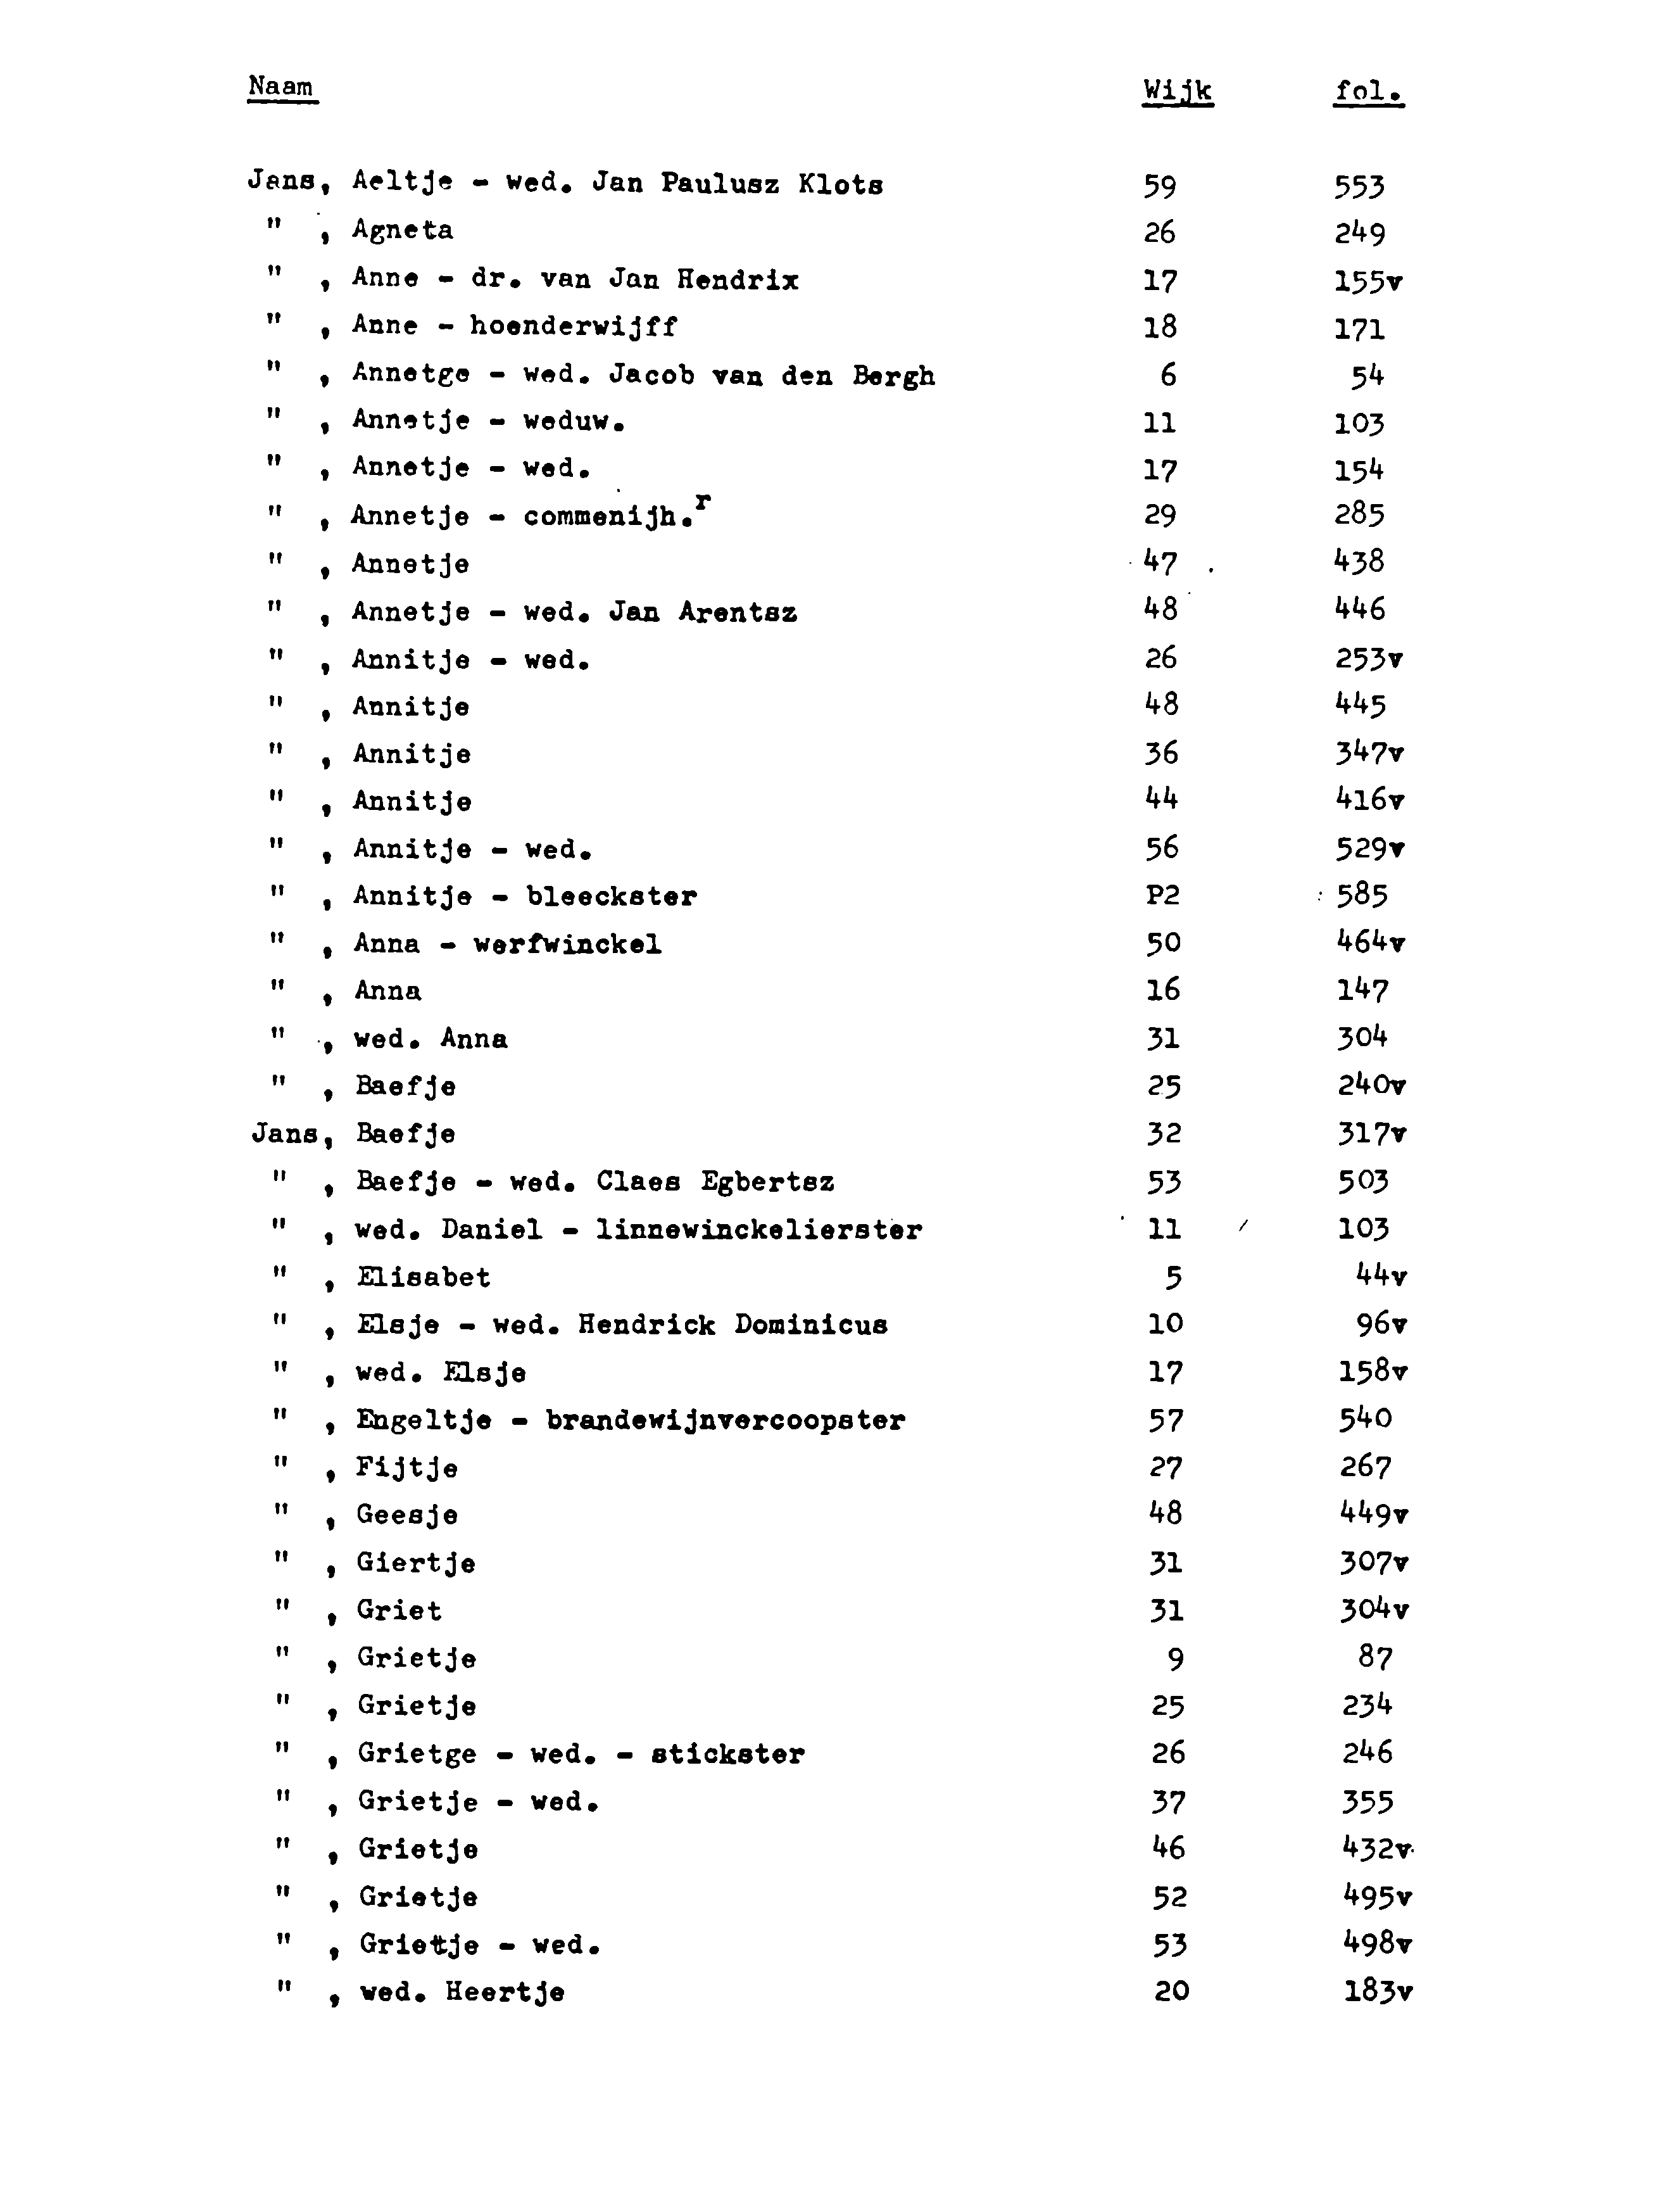 Naam Wijk fol.
Jans, Aeltje - wed. Jan Paulusz Klots 59 553
" , Agneta 26 249
" , Anne - dr. van Jan Hendrix 17 155v
" , Anne - hoenderwijff 18 171
" , Annetge - wed. Jacob van den Bergh 6 54
" , Annetje - weduw. 11 103
" , Annetje - wed. 17 154
" , Annetje - commenijh.r 29 285
" , Annetje 47 438
" , Annetje - wed. Jan Arentsz 48 446
" , Annitje - wed. 26 253v
" , Annitje 48 445
" , Annitje 36 347v
" , Annitje 44 416v
" , Annitje - wed. 56 529v
" , Annitje - bleeckster P2 585
" , Anna - werfwinckel 50 464v
" , Anna 16 147
" , wed. Anna 31 304
" , Baefje 25 240v
Jans, Baefje 32 317v
" , Baefje - wed. Claes Egbertsz 53 503
" , wed. Daniel - linnewinckelierster 11 103
" , Elisabet 5 44v
" , Elsje - wed. Hendrick Dominicus 10 96v
" , wed. Elsje 17 158v
" , Engeltje - brandewijnvercoopster 57 540
" , Fijtje 27 267
" , Geesje 48 449v
" , Giertje 31 307v
" , Griet 31 304v
" , Grietje 9 87
" , Grietje 25 234
" , Grietge - wed. - stickster 26 246
" , Grietje - wed. 37 355
" , Grietje 46 432v
" , Grietje 52 495v
" , Grietje - wed. 53 498v
" , wed. Heertje 20 183v